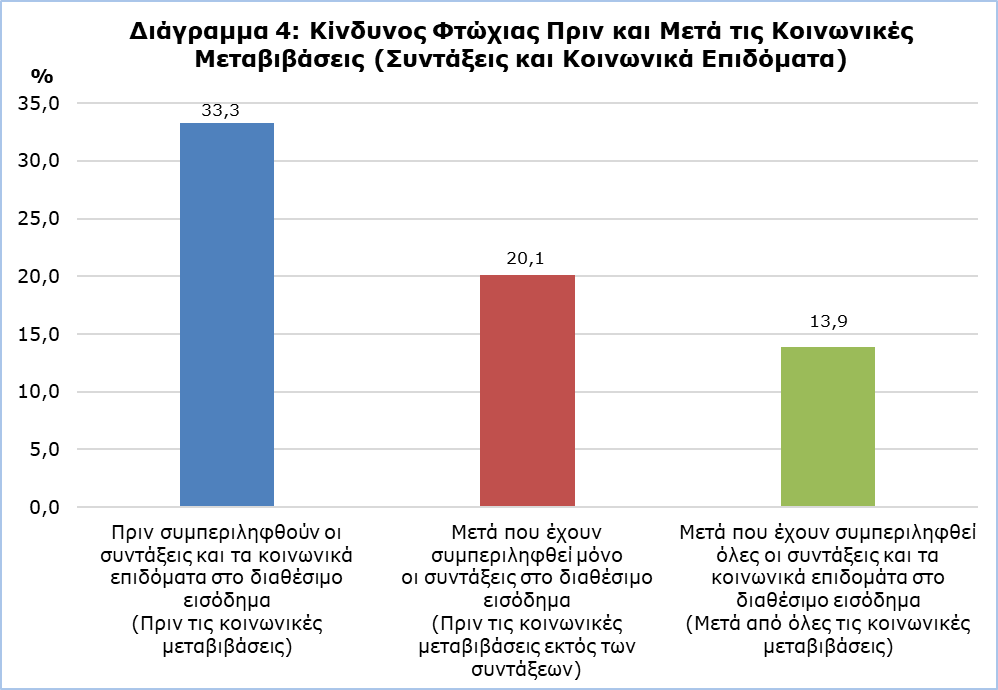 Διάγραμμα 4: Κίνδυνος Φτώχιας Πριν και Μετά τις Κοινωνικές
Μεταβιβάσεις (Συντάξεις και Κοινωνικά Επιδόματα)
%
35,0
30,0
25,0
20,0
15,0
10,0
5,0
0,0
33,3
20,1
13,9
Πριν συμπεριληφθούν οι
συντάξεις και τα κοινωνικά
επιδόματα στο διαθέσιμο
εισόδημα
(Πριν τις κοινωνικές
μεταβιβάσεις)
Μετά που έχουν
συμπεριληφθεί μόνο
οι συντάξεις στο διαθέσιμο
εισόδημα
(Πριν τις κοινωνικές
μεταβιβάσεις εκτός των
συντάξεων)
Μετά που έχουν συμπεριληφθεί
όλες οι συντάξεις και τα
κοινωνικά επιδομάτα στο
διαθέσιμο εισόδημα
(Μετά από όλες τις κοινωνικές
μεταβιβάσεις)